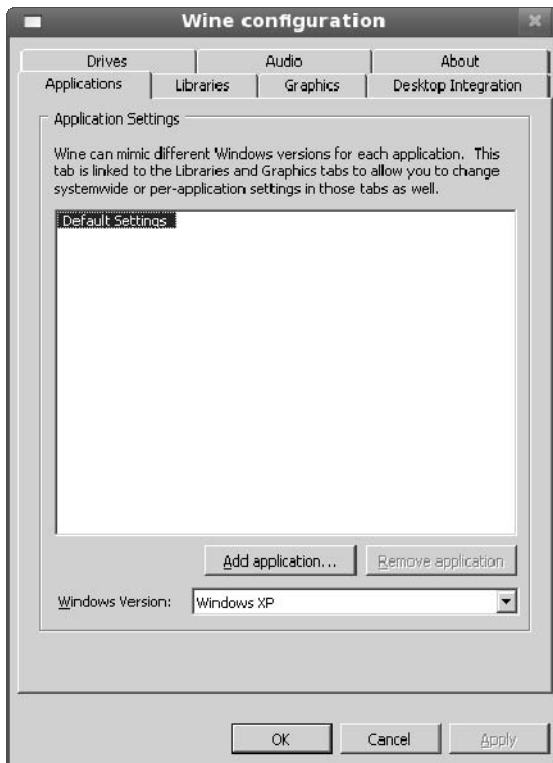 Wine configuration
Drives
Audio
About
Applications
Libraries
Graphics
Desktop Integration
Application Settings
Wine can mimic different Windows versions for each application. This
tab is linked to the Libraries and Graphics tabs to allow you to change
systemwide or per-application settings in those tabs as well.
Default Settings
Add application...
Remove application
Windows Version:
Windows XP
OK
Cancel
Apply